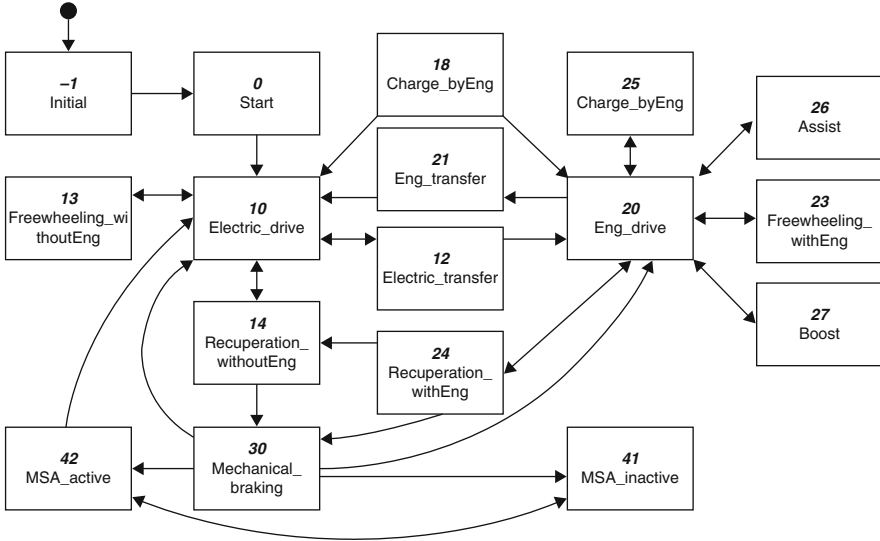 –1
Initial
0
Start
18
Charge_byEng
25
Charge_byEng
26
Assist
21
Eng_transfer
13
Freewheeling_wi
thoutEng
10
Electric_drive
20
Eng_drive
23
Freewheeling_
withEng
12
Electric_transfer
14
Recuperation_
withoutEng
24
Recuperation_
withEng
27
Boost
42
MSA_active
30
Mechanical_
braking
41
MSA_inactive